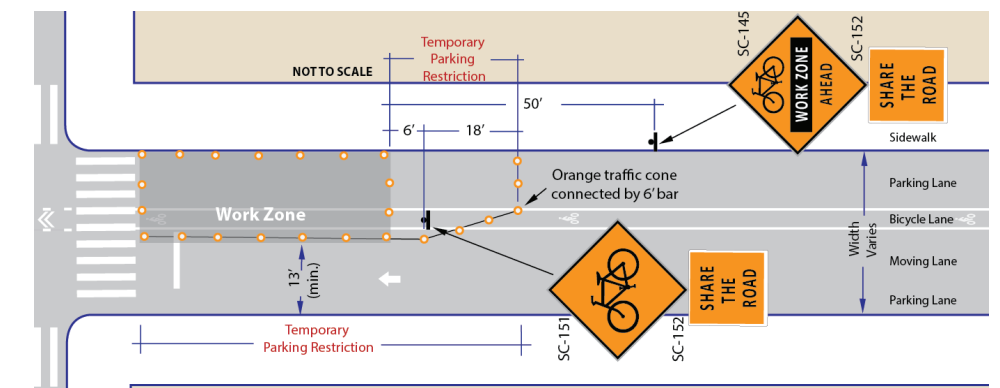 Temporary
Parking
Restriction
NOT TO SCALE
50'
6'
18'
SC-145
SC-152
WORK ZONE
AHEAD
SHARE
THE
ROAD
Sidewalk
Orange traffic cone
connected by 6' bar
Work Zone
Parking Lane
Bicycle Lane
Width
Varies
Moving Lane
Parking Lane
13'
(min.)
SHARE
THE
ROAD
SC-151
SC-152
Temporary
Parking Restriction